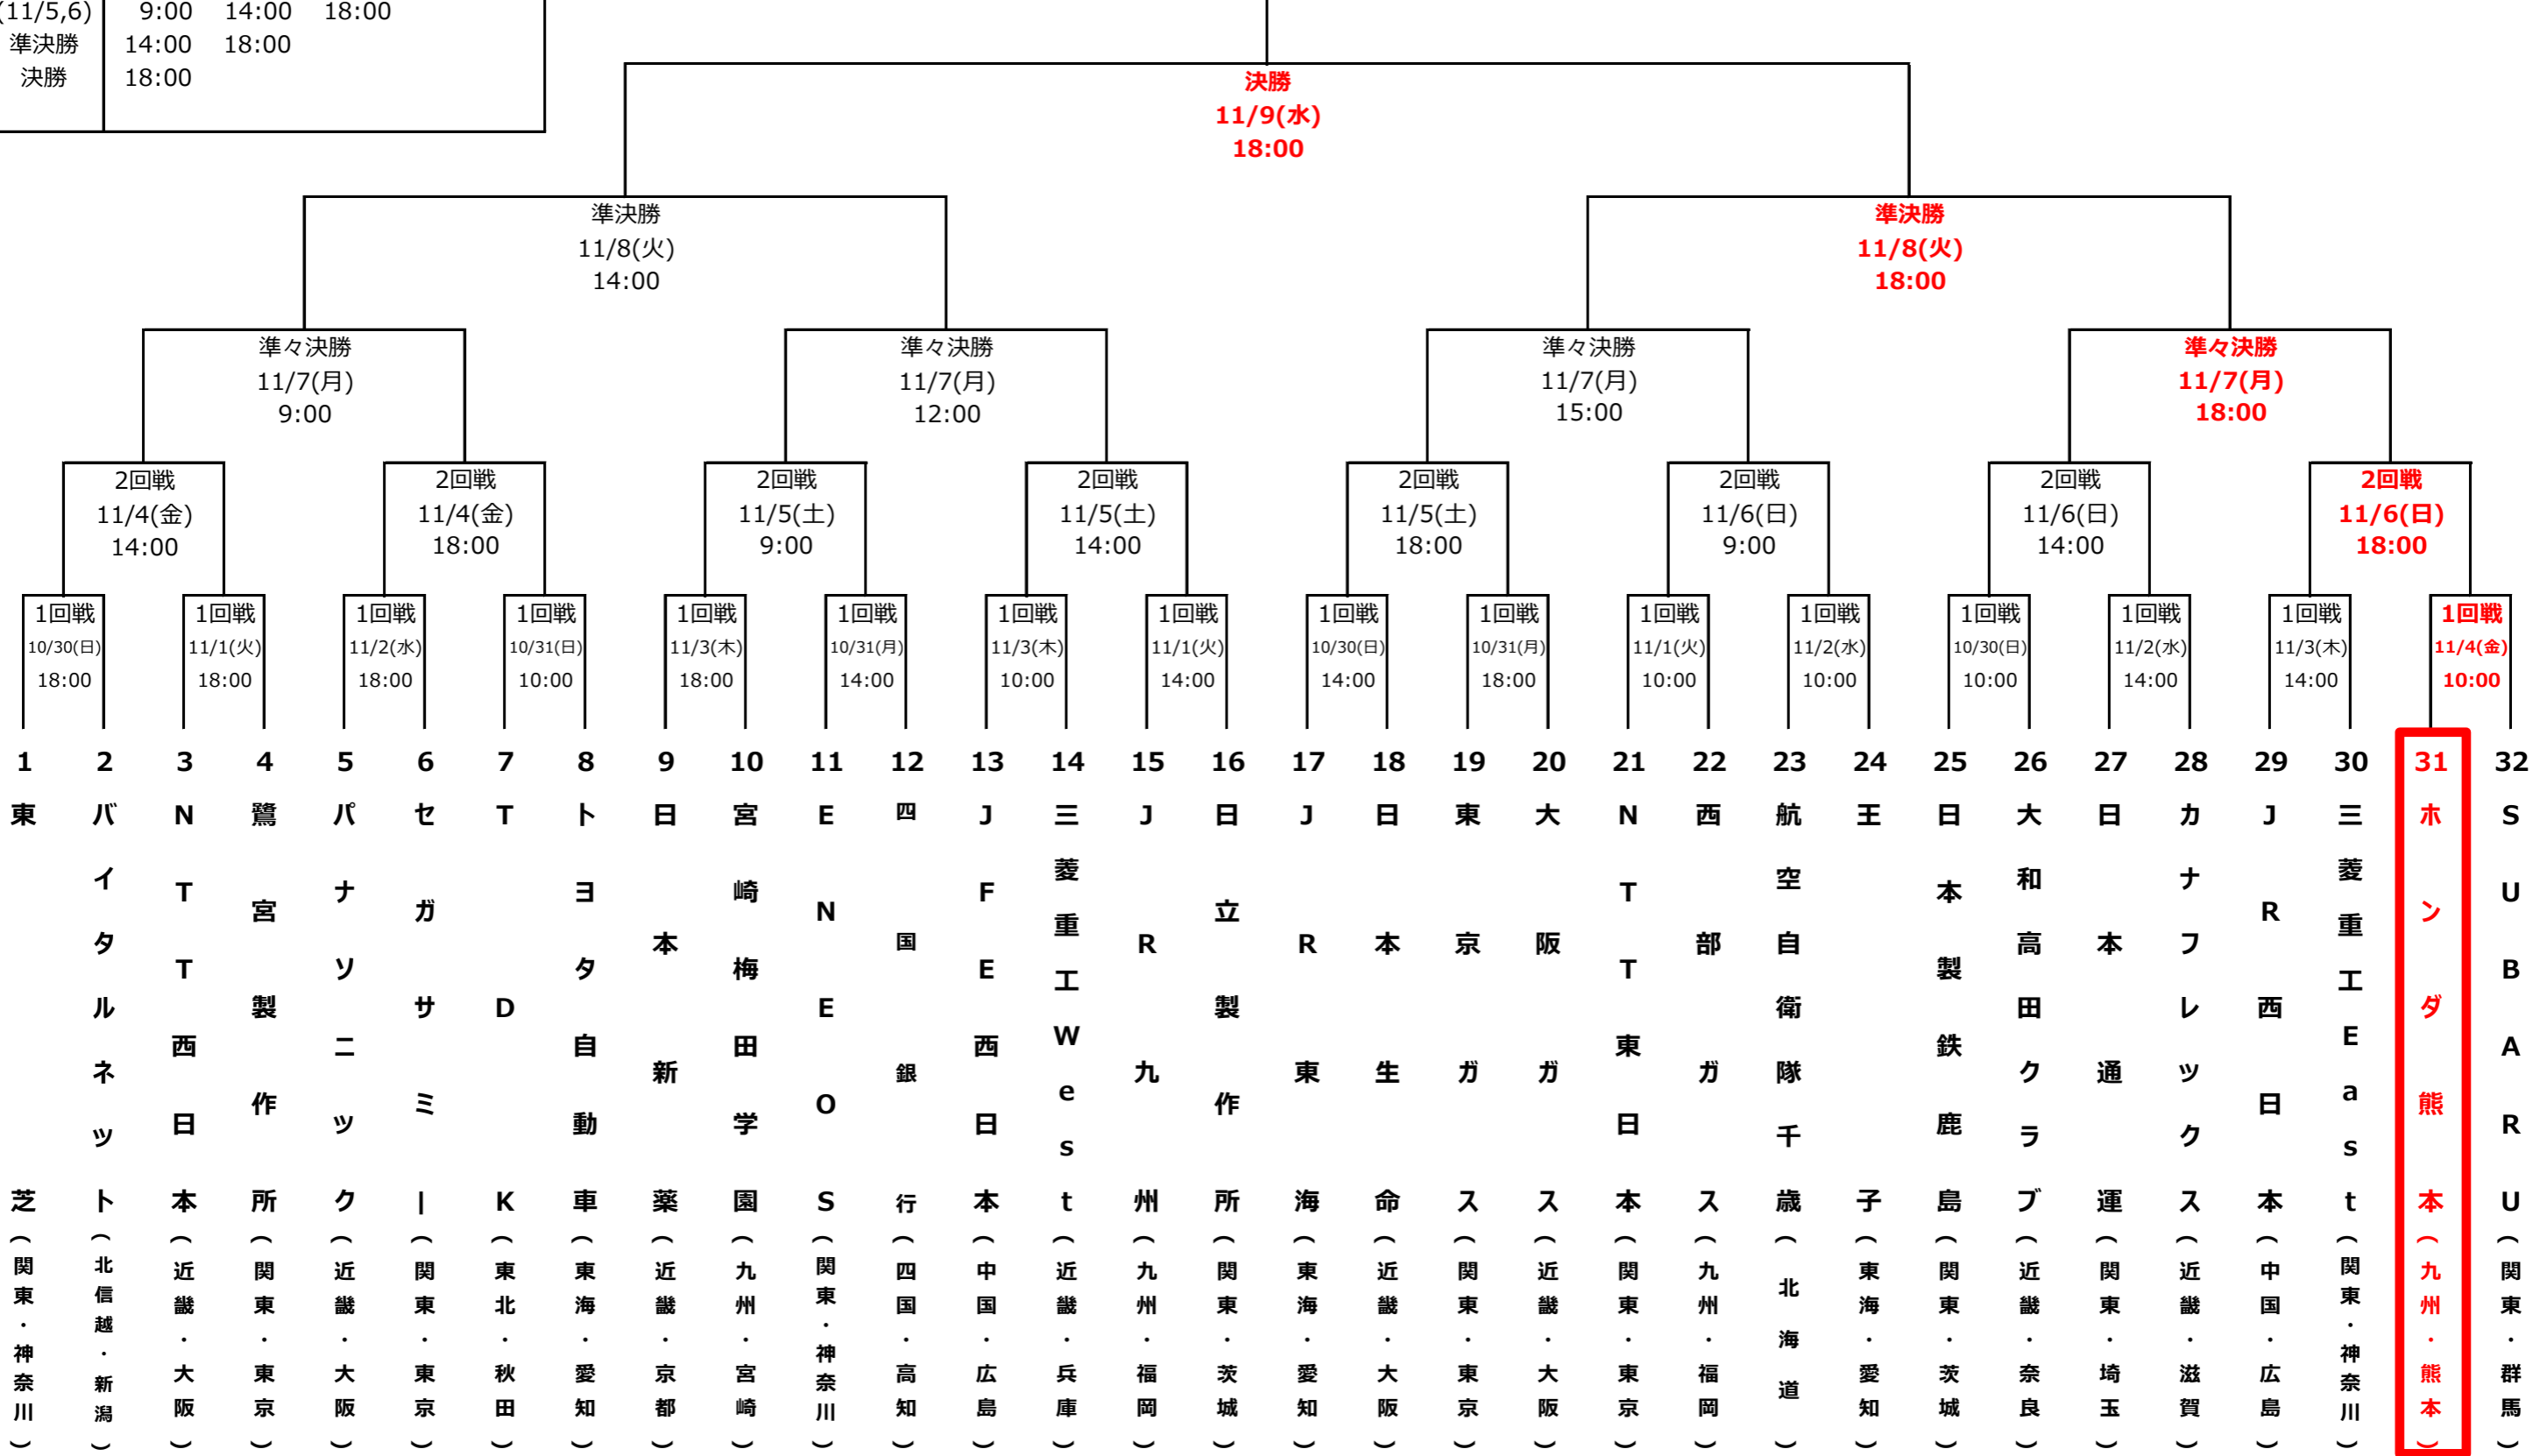 (11/5,6) 9:00 14:00 18:00
準決勝 14:00 18:00
決勝 18:00
決勝
11/9(水)
18:00
準決勝
11/8(火)
14:00
準決勝
11/8(火)
18:00
準々決勝
11/7(月)
9:00
準々決勝
11/7(月)
12:00
準々決勝
11/7(月)
15:00
準々決勝
11/7(月)
18:00
2回戦
11/4(金)
14:00
2回戦
11/4(金)
18:00
2回戦
11/5(土)
9:00
2回戦
11/5(土)
14:00
2回戦
11/5(土)
18:00
2回戦
11/6(日)
9:00
2回戦
11/6(日)
14:00
2回戦
11/6(日)
18:00
1回戦
10/30(日)
18:00
1回戦
11/1(火)
18:00
1回戦
11/2(水)
18:00
1回戦
10/31(日)
10:00
1回戦
11/3(木)
18:00
1回戦
10/31(月)
14:00
1回戦
11/3(木)
10:00
1回戦
11/1(火)
14:00
1回戦
10/30(日)
14:00
1回戦
10/31(月)
18:00
1回戦
11/1(火)
10:00
1回戦
11/2(水)
10:00
1回戦
10/30(日)
10:00
1回戦
11/2(水)
14:00
1回戦
11/3(木)
14:00
1回戦
11/4(金)
10:00
1 東芝(関東・神奈川)
2 バイタルネット(北信越・新潟)
3 NTT西日本(近畿・大阪)
4 鷺宮製作所(関東・東京)
5 パナソニック(近畿・大阪)
6 セガサミー(関東・東京)
7 TDK(東北・秋田)
8 トヨタ自動車(東海・愛知)
9 日本新薬(近畿・京都)
10 宮崎梅田学園(九州・宮崎)
11 ENEOS(関東・神奈川)
12 四国銀行(四国・高知)
13 JFE西日本(中国・広島)
14 三菱重工West(近畿・兵庫)
15 JR九州(九州・福岡)
16 日立製作所(関東・茨城)
17 JR東海(東海・愛知)
18 日本生命(近畿・大阪)
19 東京ガス(関東・東京)
20 大阪ガス(近畿・大阪)
21 NTT東日本(関東・東京)
22 西部ガス(九州・福岡)
23 航空自衛隊千歳(北海道)
24 王子(東海・愛知)
25 日本製鉄鹿島(関東・茨城)
26 大和高田クラブ(近畿・奈良)
27 日本通運(関東・埼玉)
28 カナフレックス(近畿・滋賀)
29 JR西日本(中国・広島)
30 三菱重工East(関東・神奈川)
31 ホンダ熊本(九州・熊本)
32 SUBARU(関東・群馬)